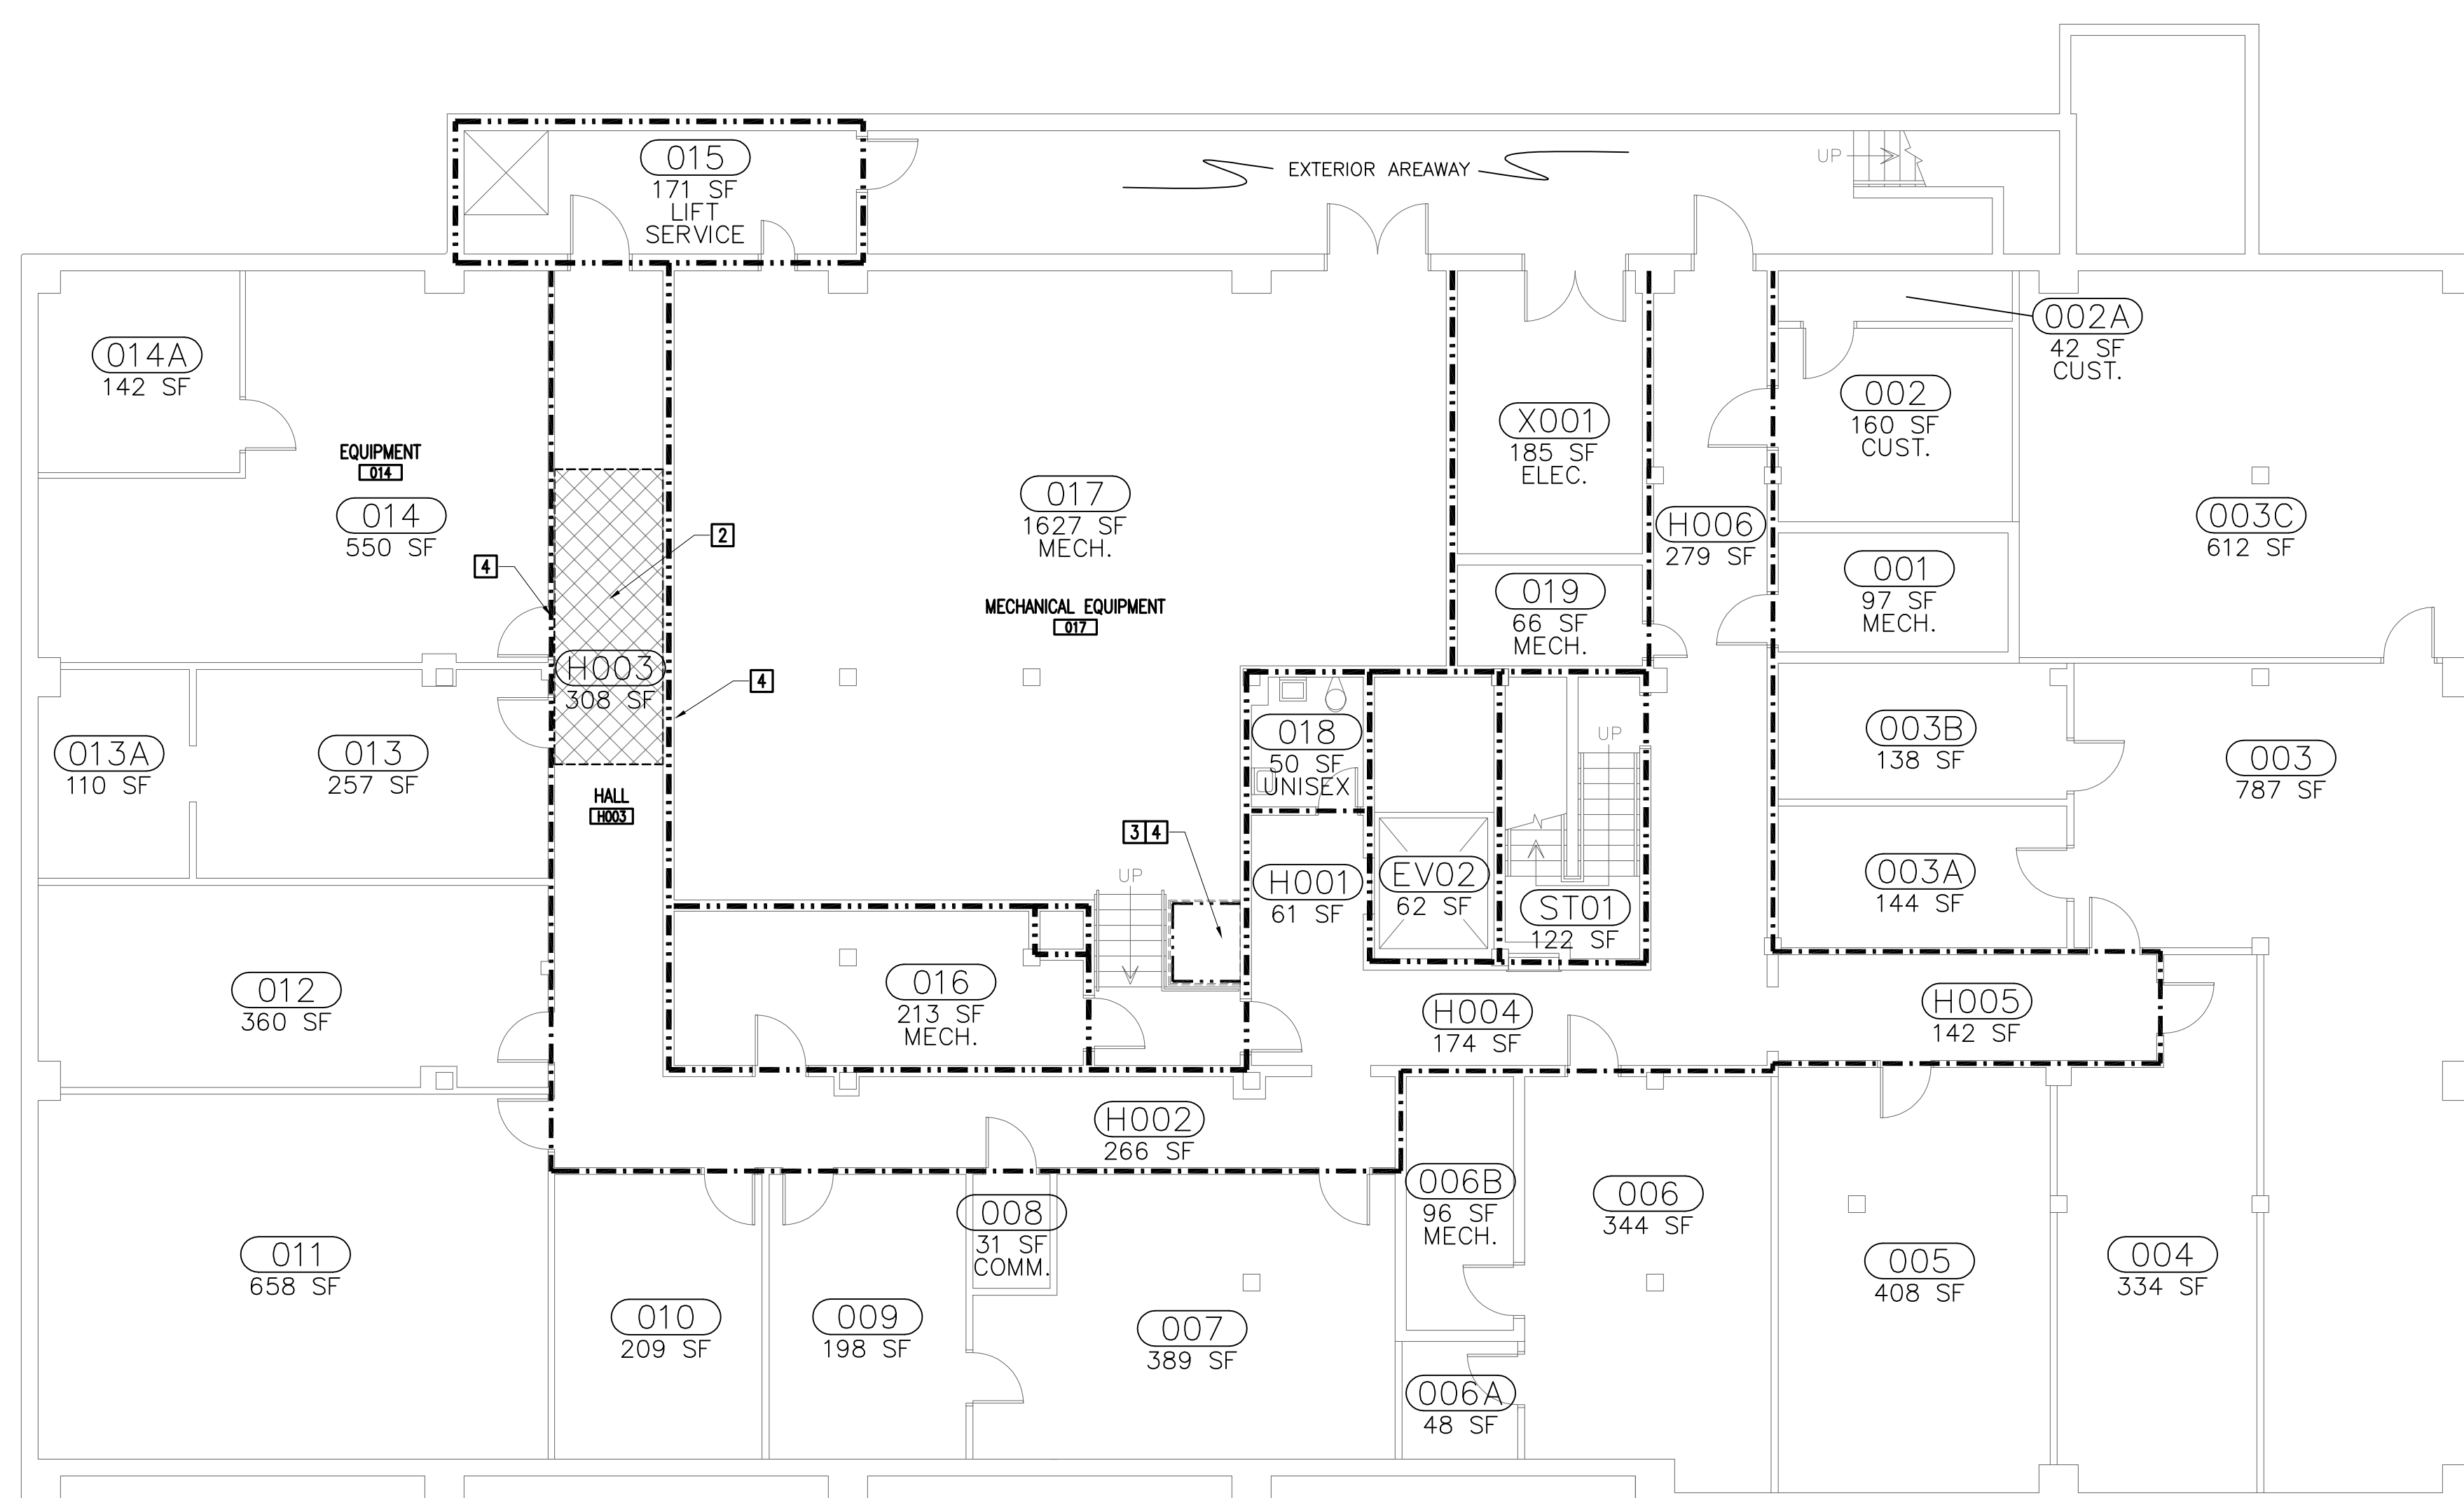 015
171 SF
LIFT
SERVICE
EXTERIOR AREAWAY
UP
014A
142 SF
EQUIPMENT
014
014
550 SF
4
2
017
1627 SF
MECH.
MECHANICAL EQUIPMENT
017
4
X001
185 SF
ELEC.
H006
279 SF
019
66 SF
MECH.
002A
42 SF
CUST.
002
160 SF
CUST.
001
97 SF
MECH.
003C
612 SF
H003
308 SF
013A
110 SF
013
257 SF
HALL
H003
018
50 SF
UNISEX
UP
003B
138 SF
003
787 SF
3 4
UP
H001
61 SF
EV02
62 SF
ST01
122 SF
003A
144 SF
012
360 SF
016
213 SF
MECH.
H004
174 SF
H005
142 SF
H002
266 SF
011
658 SF
010
209 SF
009
198 SF
008
31 SF
COMM.
007
389 SF
006B
96 SF
MECH.
006A
48 SF
006
344 SF
005
408 SF
004
334 SF